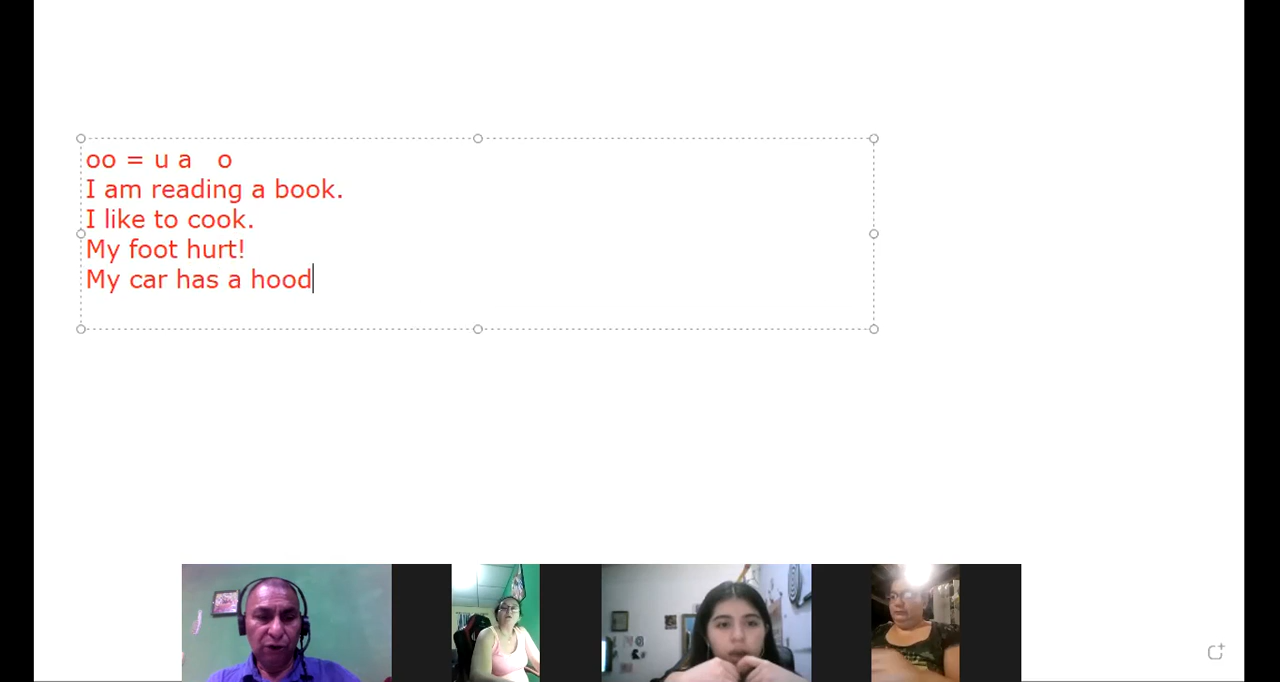 oo = u a o
I am reading a book.
I like to cook.
My foot hurt!
My car has a hood